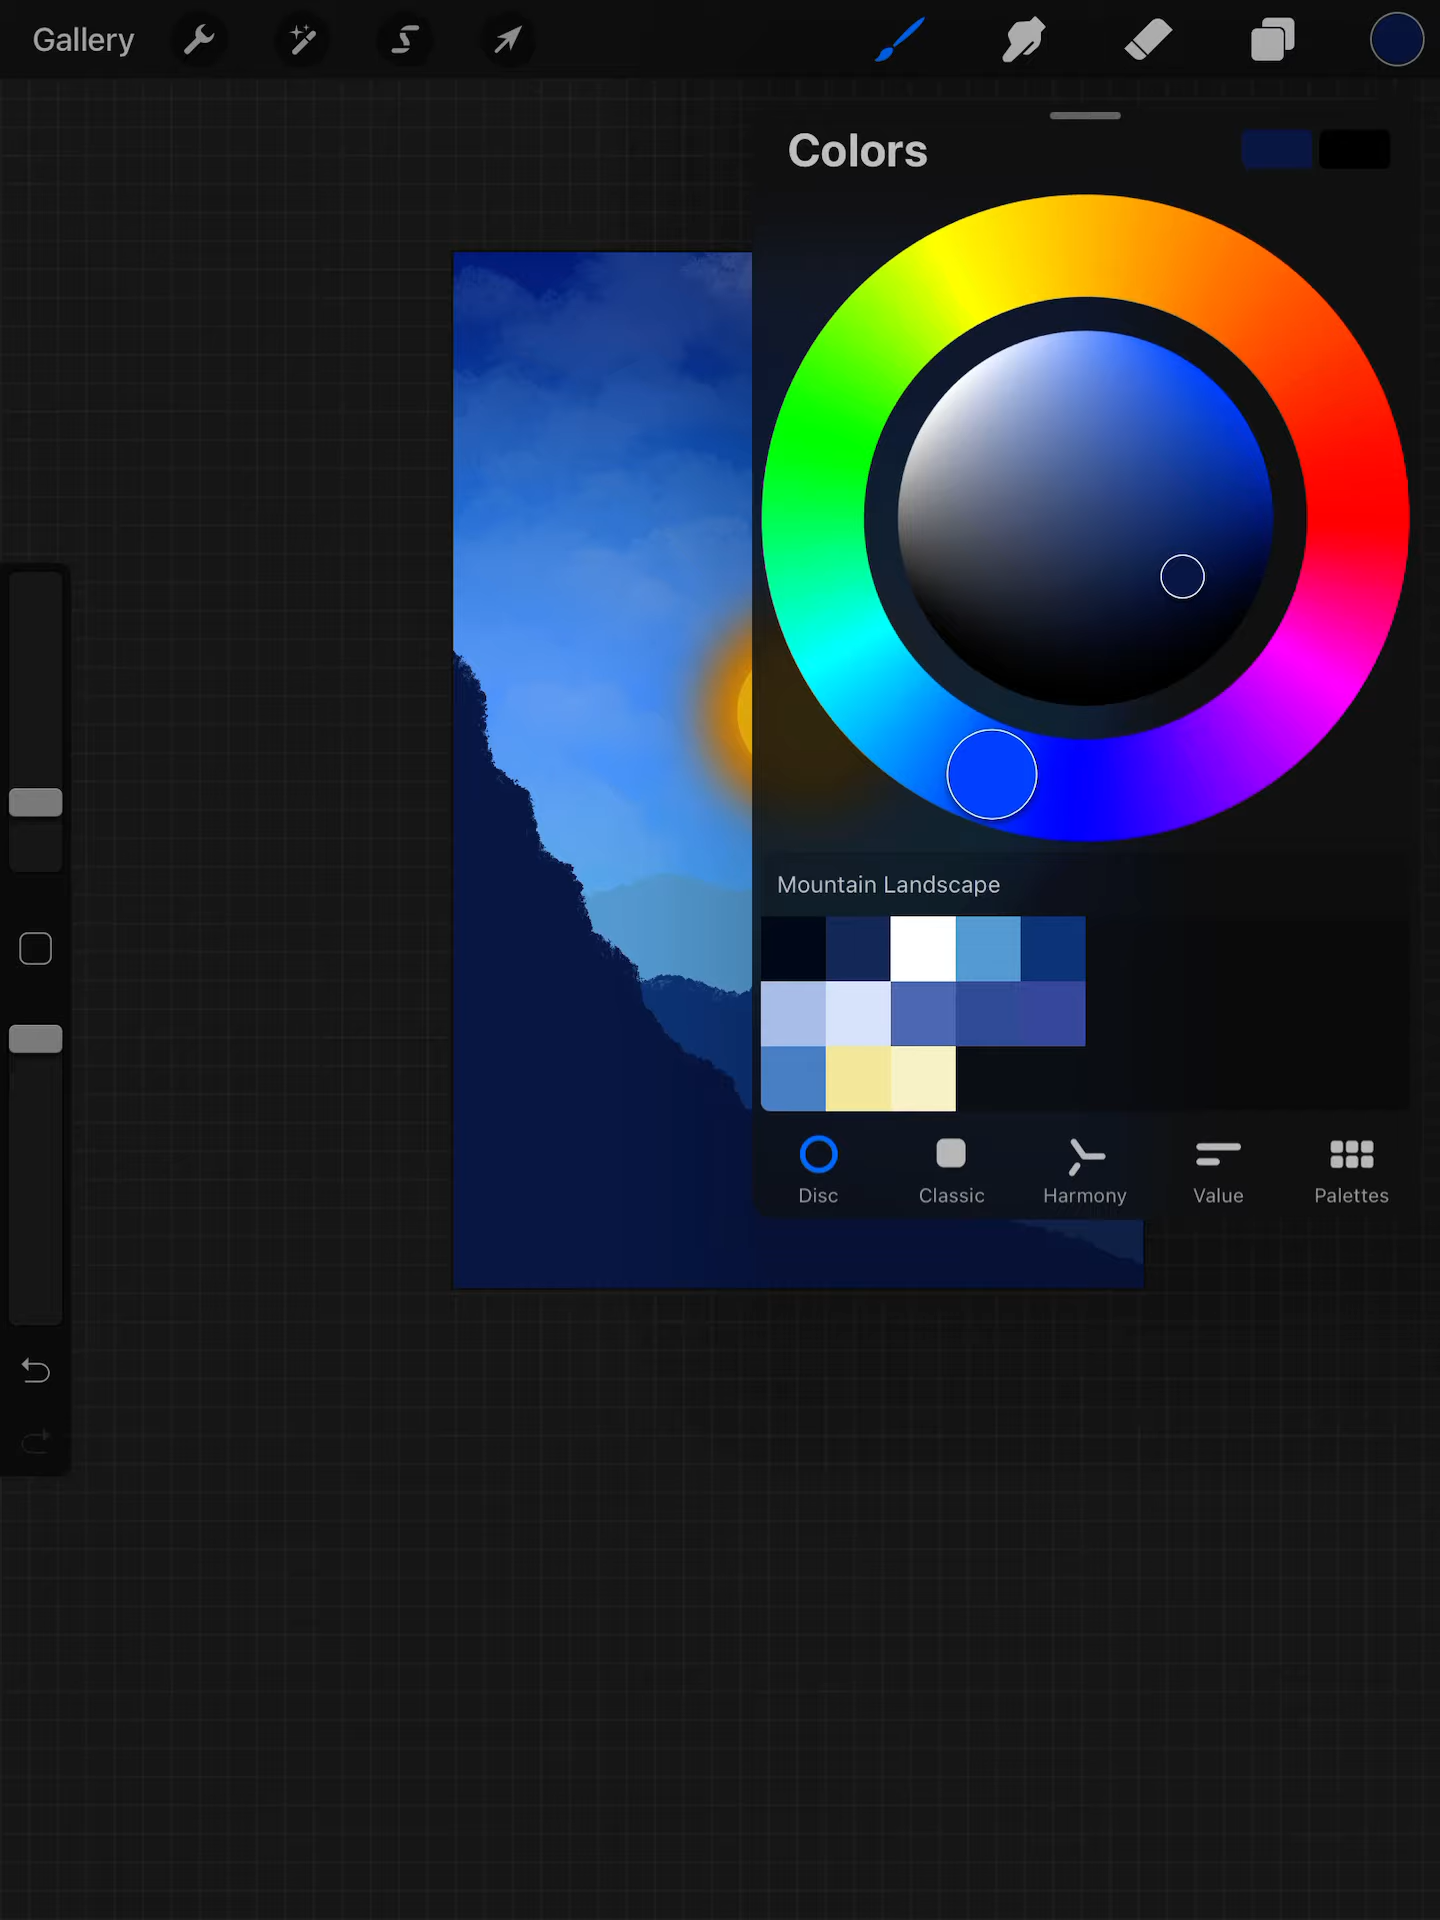 Gallery
Colors
Mountain Landscape
Disc
Classic
Harmony
Value
Palettes